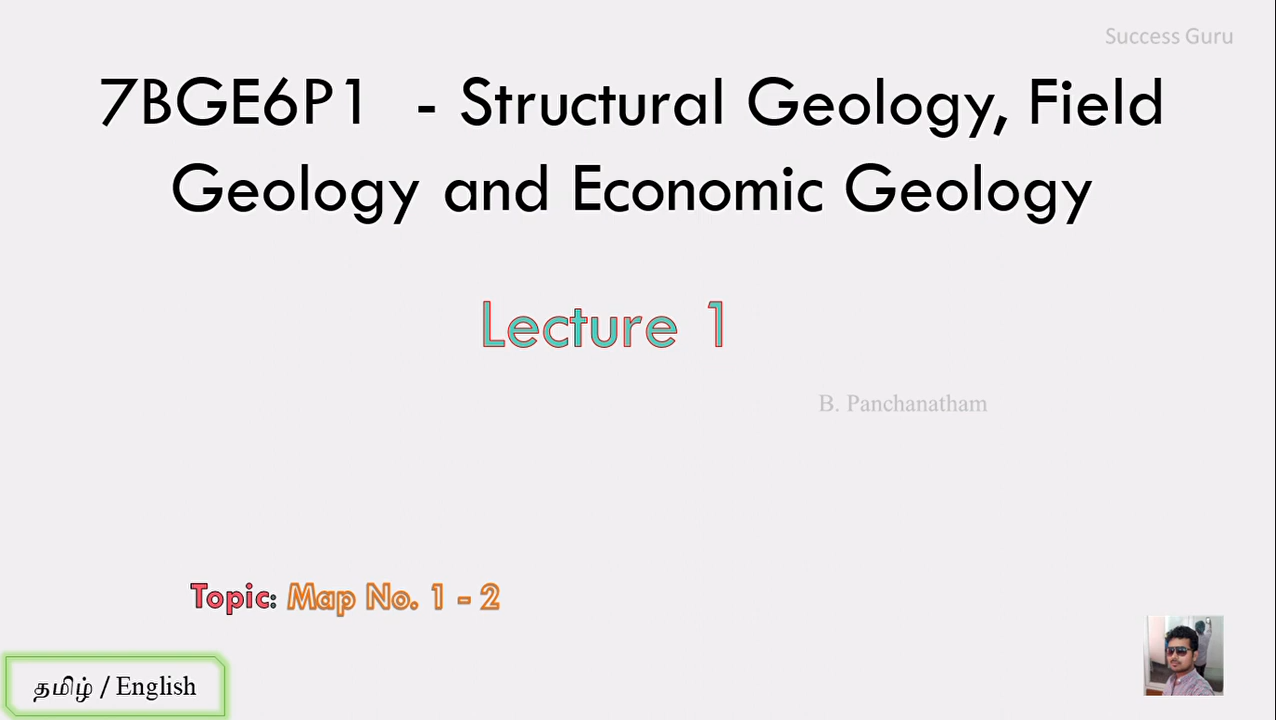 Success Guru
7BGE6P1 - Structural Geology, Field
Geology and Economic Geology
Lecture 1
B. Panchanatham
Topic: Map No. 1 - 2
தமிழ் / English